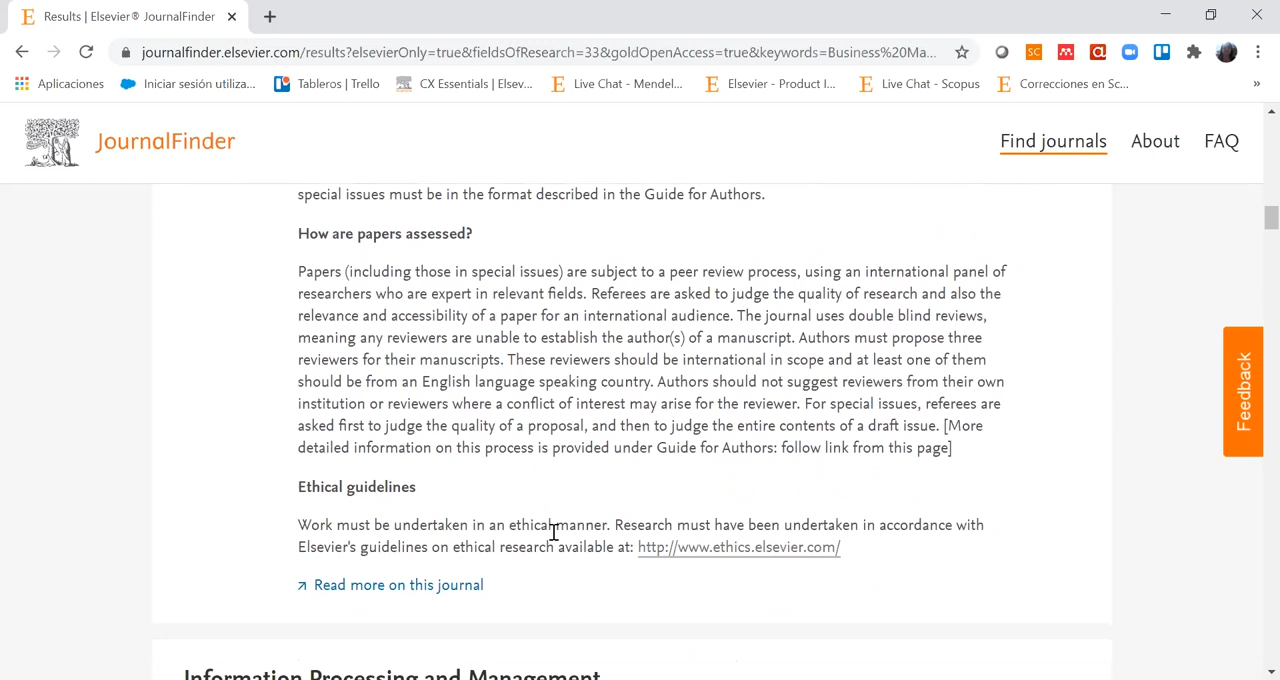 Results | Elsevier® JournalFinder
journalfinder.elsevier.com/results?elsevierOnly=true&fieldsOfResearch=33&goldOpenAccess=true&keywords=Business%20Ma...
SC
Aplicaciones
Iniciar sesión utiliza...
Tableros | Trello
CX Essentials | Elsev...
Live Chat - Mendel...
Elsevier - Product I...
Live Chat - Scopus
Correcciones en Sc...
»
JournalFinder
Find journals
About
FAQ
special issues must be in the format described in the Guide for Authors.
How are papers assessed?
Papers (including those in special issues) are subject to a peer review process, using an international panel of
researchers who are expert in relevant fields. Referees are asked to judge the quality of research and also the
relevance and accessibility of a paper for an international audience. The journal uses double blind reviews,
meaning any reviewers are unable to establish the author(s) of a manuscript. Authors must propose three
reviewers for their manuscripts. These reviewers should be international in scope and at least one of them
should be from an English language speaking country. Authors should not suggest reviewers from their own
institution or reviewers where a conflict of interest may arise for the reviewer. For special issues, referees are
asked first to judge the quality of a proposal, and then to judge the entire contents of a draft issue. [More
detailed information on this process is provided under Guide for Authors: follow link from this page]
Ethical guidelines
Work must be undertaken in an ethical manner. Research must have been undertaken in accordance with
Elsevier's guidelines on ethical research available at: http://www.ethics.elsevier.com/
Read more on this journal
Information Processing and Management
Feedback